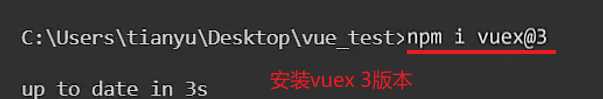 C:\Users\tianyu\Desktop\vue_test>npm i vuex@3
up to date in 3s
安装vuex 3版本